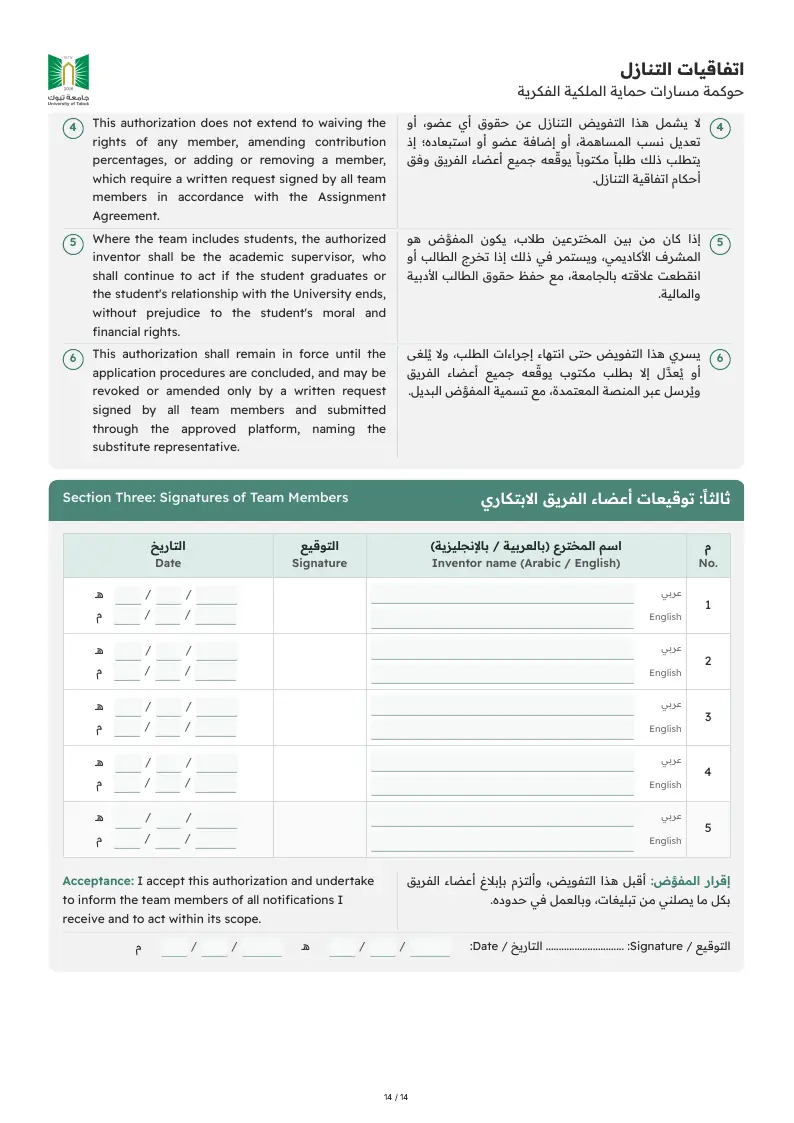 اتفاقيات التنازل
حوكمة مسارات حماية الملكية الفكرية
جامعة تبوك
University of Tabuk
4
This authorization does not extend to waiving the
rights of any member, amending contribution
percentages, or adding or removing a member,
which require a written request signed by all team
members in accordance with the Assignment
Agreement.
4
لا يشمل هذا التفويض التنازل عن حقوق أي عضو، أو
تعديل نسب المساهمة، أو إضافة عضو أو استبعاده؛ إذ
يتطلب ذلك طلباً مكتوباً يوقّعه جميع أعضاء الفريق وفق
أحكام اتفاقية التنازل.
5
Where the team includes students, the authorized
inventor shall be the academic supervisor, who
shall continue to act if the student graduates or
the student's relationship with the University ends,
without prejudice to the student's moral and
financial rights.
5
إذا كان من بين المخترعين طلاب، يكون المفوَّض هو
المشرف الأكاديمي، ويستمر في ذلك إذا تخرج الطالب أو
انقطعت علاقته بالجامعة، مع حفظ حقوق الطالب الأدبية
والمالية.
6
This authorization shall remain in force until the
application procedures are concluded, and may be
revoked or amended only by a written request
signed by all team members and submitted
through the approved platform, naming the
substitute representative.
6
يسري هذا التفويض حتى انتهاء إجراءات الطلب، ولا يُلغى
أو يُعدَّل إلا بطلب مكتوب يوقّعه جميع أعضاء الفريق
ويُرسل عبر المنصة المعتمدة، مع تسمية المفوَّض البديل.
Section Three: Signatures of Team Members
ثالثاً: توقيعات أعضاء الفريق الابتكاري
م
No.
اسم المخترع (بالعربية / بالإنجليزية)
Inventor name (Arabic / English)
التوقيع
Signature
التاريخ
Date
1
عربي
English
/ / هـ
/ / م
2
عربي
English
/ / هـ
/ / م
3
عربي
English
/ / هـ
/ / م
4
عربي
English
/ / هـ
/ / م
5
عربي
English
/ / هـ
/ / م
Acceptance: I accept this authorization and undertake
to inform the team members of all notifications I
receive and to act within its scope.
إقرار المفوَّض: أقبل هذا التفويض، وألتزم بإبلاغ أعضاء الفريق
بكل ما يصلني من تبليغات، وبالعمل في حدوده.
التوقيع / Signature: .............................. التاريخ / Date: / / هـ / / م
14 / 14